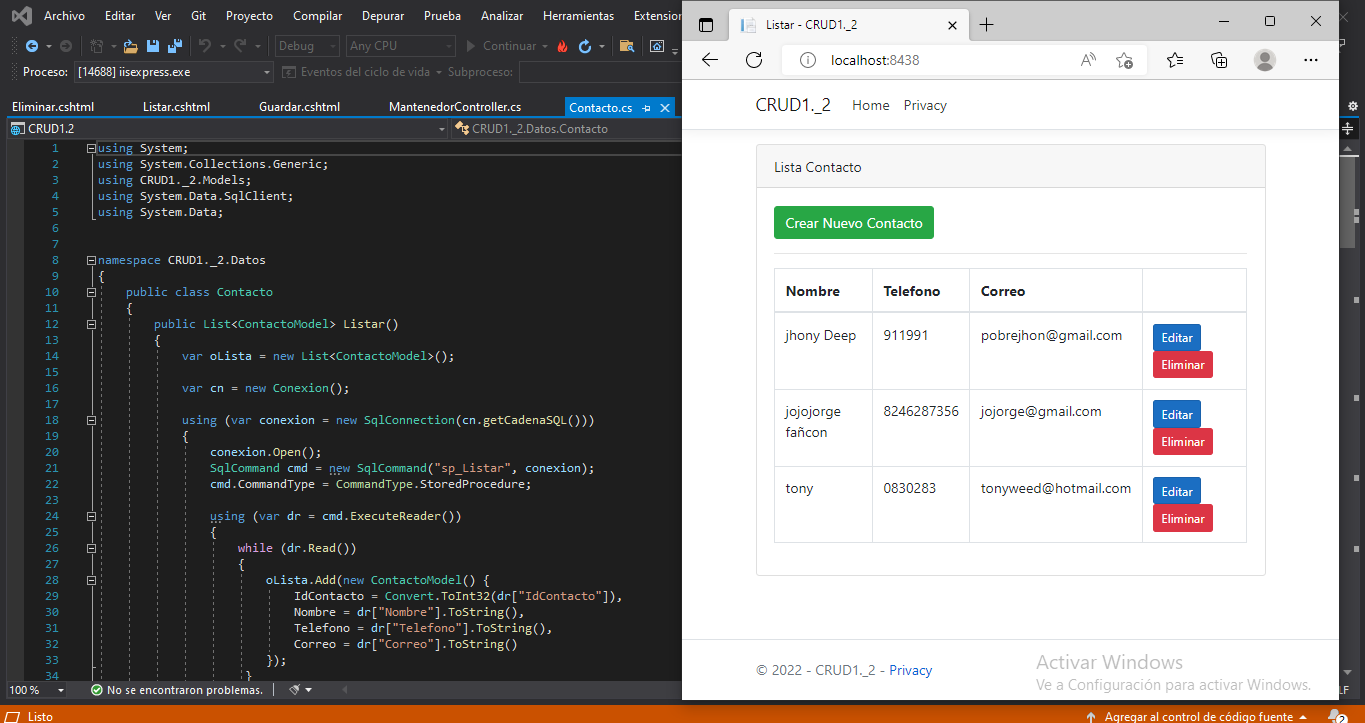 Archivo Editar Ver Git Proyecto Compilar Depurar Prueba Analizar Herramientas Extension
Debug Any CPU Continuar
Proceso: [14688] iisexpress.exe Eventos del ciclo de vida Subproceso:
Eliminar.cshtml Listar.cshtml Guardar.cshtml MantenedorController.cs Contacto.cs
CRUD1.2 CRUD1._2.Datos.Contacto
1 using System;
2 using System.Collections.Generic;
3 using CRUD1._2.Models;
4 using System.Data.SqlClient;
5 using System.Data;
6
7
8 namespace CRUD1._2.Datos
9 {
10 public class Contacto
11 {
12 public List<ContactoModel> Listar()
13 {
14 var oLista = new List<ContactoModel>();
15
16 var cn = new Conexion();
17
18 using (var conexion = new SqlConnection(cn.getCadenaSQL()))
19 {
20 conexion.Open();
21 SqlCommand cmd = new SqlCommand("sp_Listar", conexion);
22 cmd.CommandType = CommandType.StoredProcedure;
23
24 using (var dr = cmd.ExecuteReader())
25 {
26 while (dr.Read())
27 {
28 oLista.Add(new ContactoModel() {
29 IdContacto = Convert.ToInt32(dr["IdContacto"]),
30 Nombre = dr["Nombre"].ToString(),
31 Telefono = dr["Telefono"].ToString(),
32 Correo = dr["Correo"].ToString()
33 });
34 }
100 % No se encontraron problemas.
LF
Listo
Agregar al control de código fuente 2
Listar - CRUD1._2
localhost:8438
CRUD1._2 Home Privacy
Lista Contacto
Crear Nuevo Contacto
Nombre Telefono Correo
jhony Deep 911991 pobrejhon@gmail.com Editar
Eliminar
jojojorge 8246287356 jojorge@gmail.com Editar
fañcon Eliminar
tony 0830283 tonyweed@hotmail.com Editar
Eliminar
© 2022 - CRUD1._2 - Privacy
Activar Windows
Ve a Configuración para activar Windows.